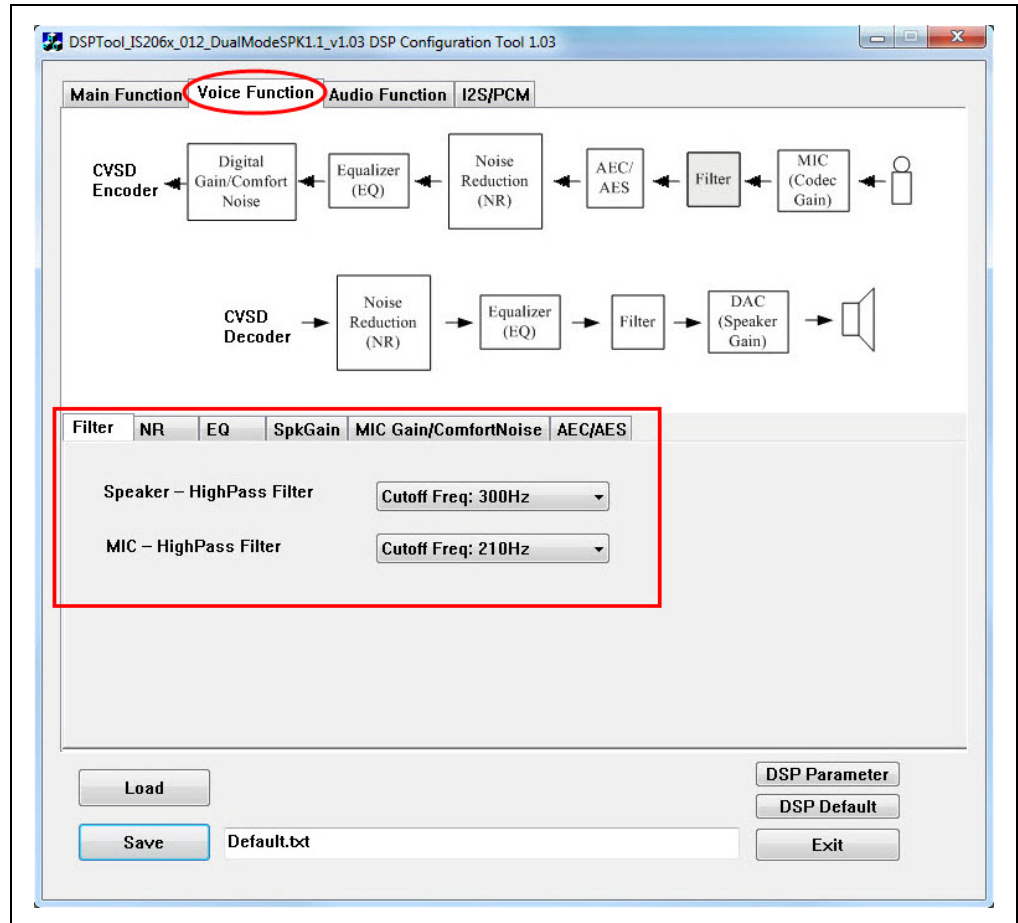 DSPTool_IS206x_012_DualModeSPK1.1_v1.03 DSP Configuration Tool 1.03
Main Function Voice Function Audio Function I2S/PCM
CVSD
Encoder
Digital
Gain/Comfort
Noise
Equalizer
(EQ)
Noise
Reduction
(NR)
AEC/
AES
Filter
MIC
(Codec
Gain)
CVSD
Decoder
Noise
Reduction
(NR)
Equalizer
(EQ)
Filter
DAC
(Speaker
Gain)
Filter NR EQ SpkGain MIC Gain/ComfortNoise AEC/AES
Speaker – HighPass Filter Cutoff Freq: 300Hz
MIC – HighPass Filter Cutoff Freq: 210Hz
Load
DSP Parameter
DSP Default
Save Default.txt Exit